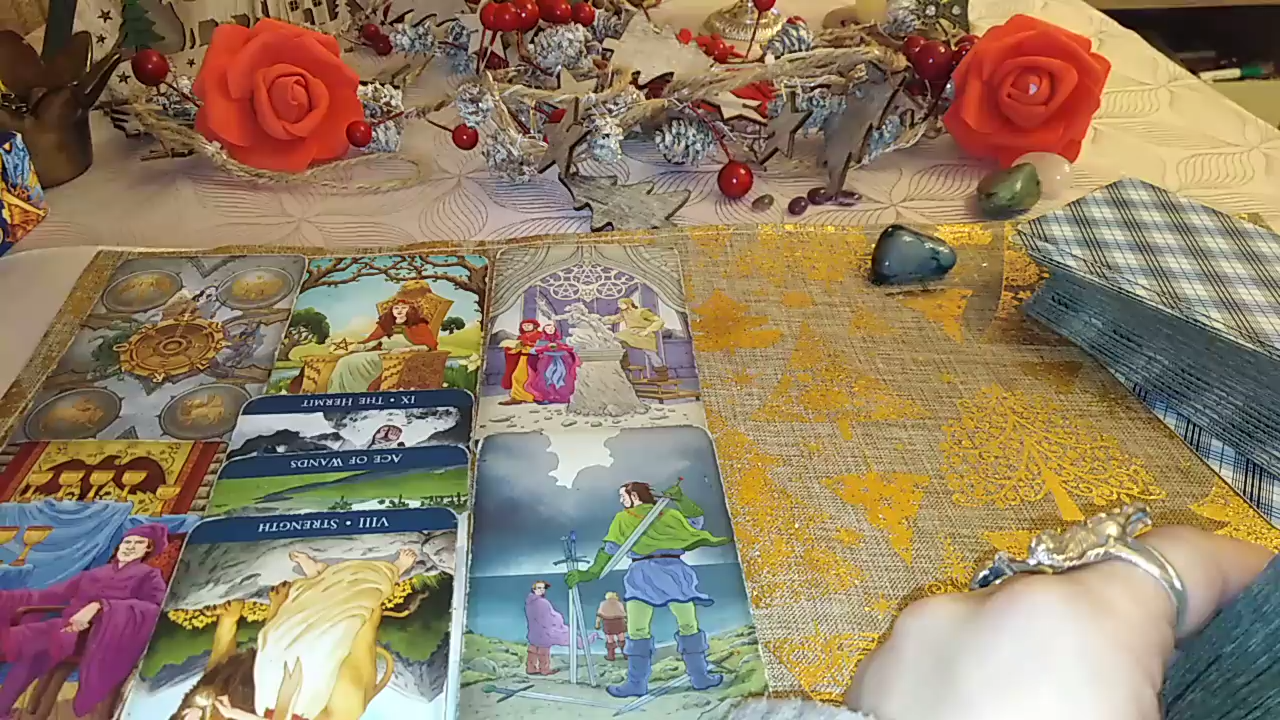 IX • THE HERMIT
ACE OF WANDS
VIII • STRENGTH